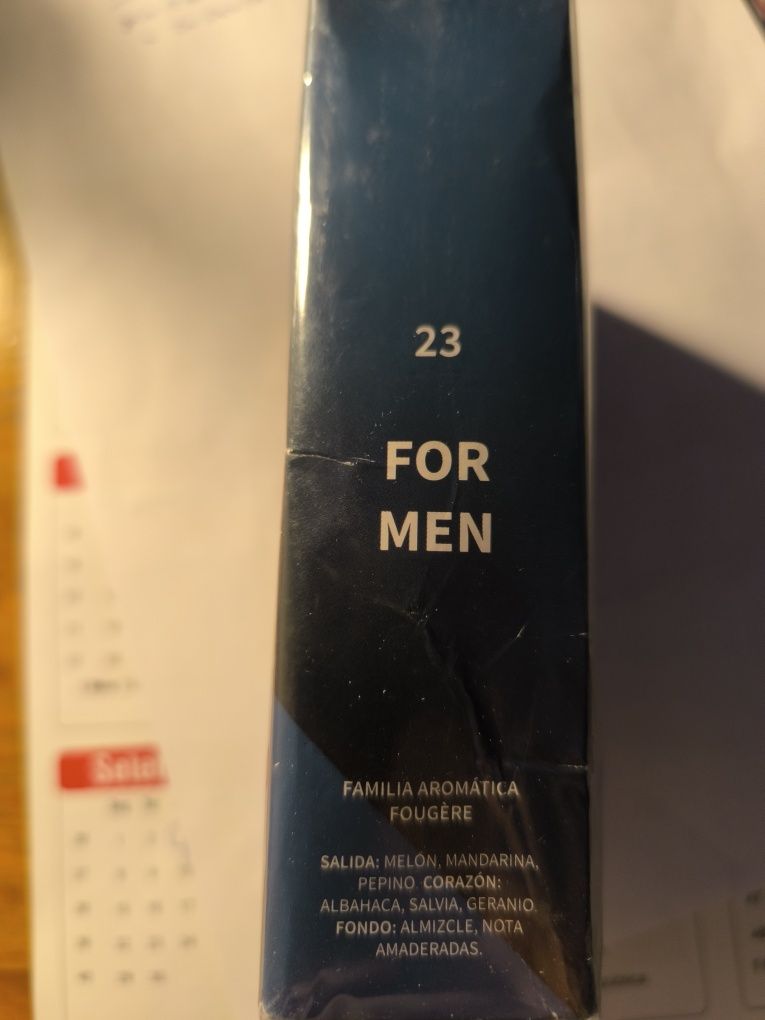 23
FOR
MEN
FAMILIA AROMÁTICA
FOUGÈRE
SALIDA: MELÓN, MANDARINA,
PEPINO. CORAZÓN:
ALBAHACA, SALVIA, GERANIO.
FONDO: ALMIZCLE, NOTA
AMADERADAS.